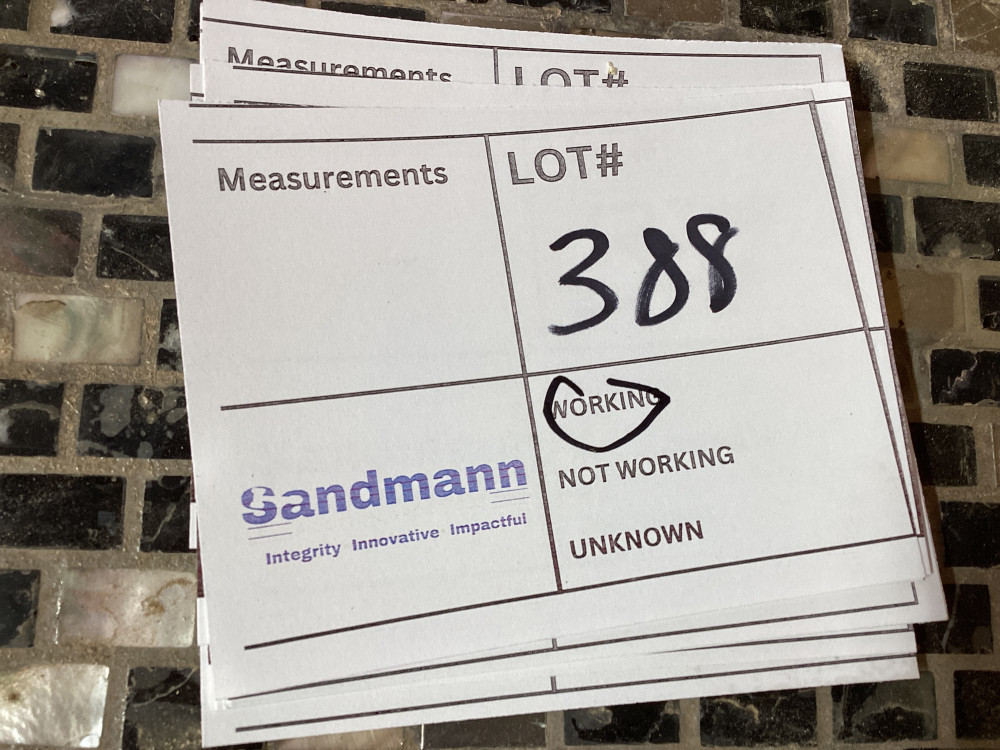 Measurements
LOT#
Measurements
LOT#
388
WORKING
NOT WORKING
UNKNOWN
Sandmann
Integrity Innovative Impactful